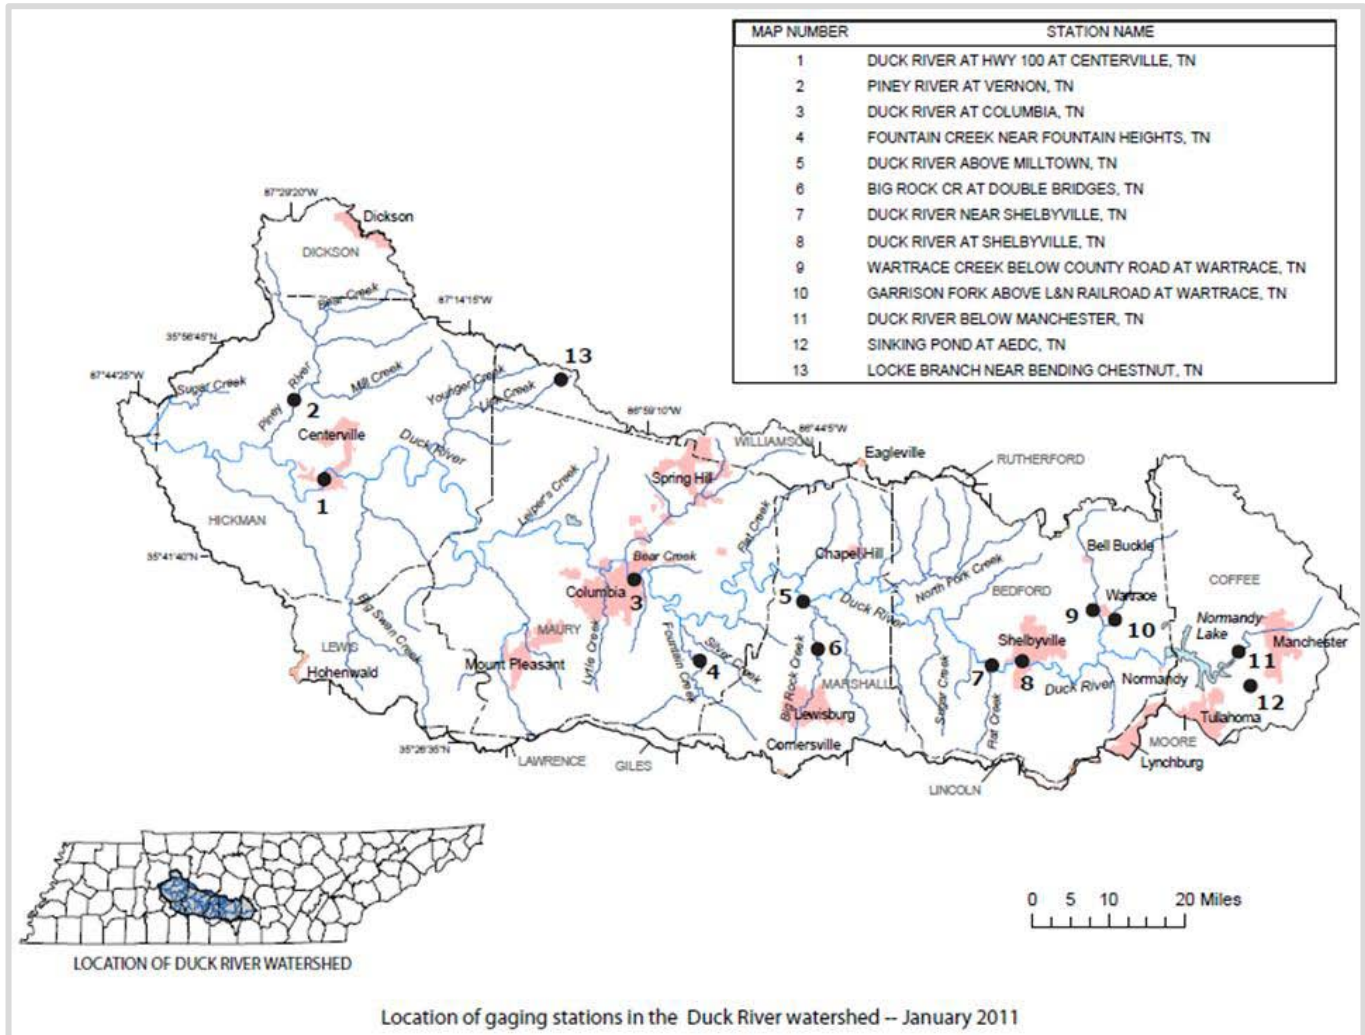 MAP NUMBER STATION NAME
1 DUCK RIVER AT HWY 100 AT CENTERVILLE, TN
2 PINEY RIVER AT VERNON, TN
3 DUCK RIVER AT COLUMBIA, TN
4 FOUNTAIN CREEK NEAR FOUNTAIN HEIGHTS, TN
5 DUCK RIVER ABOVE MILLTOWN, TN
6 BIG ROCK CR AT DOUBLE BRIDGES, TN
7 DUCK RIVER NEAR SHELBYVILLE, TN
8 DUCK RIVER AT SHELBYVILLE, TN
9 WARTRACE CREEK BELOW COUNTY ROAD AT WARTRACE, TN
10 GARRISON FORK ABOVE L&N RAILROAD AT WARTRACE, TN
11 DUCK RIVER BELOW MANCHESTER, TN
12 SINKING POND AT AEDC, TN
13 LOCKE BRANCH NEAR BENDING CHESTNUT, TN
87°29'20"W
Dickson
DICKSON
Bear Creek
87°14'15"W
35°56'45"N
87°44'25"W
Sugar Creek
Piney River
Mill Creek
Younger Creek
Lick Creek
13
2
Centerville
Duck River
86°59'10"W
86°44'5"W
WILLIAMSON
Eagleville
RUTHERFORD
Spring Hill
1
HICKMAN
Leiper's Creek
Flat Creek
Chapel Hill
Bell Buckle
35°41'40"N
Bear Creek
North Fork Creek
COFFEE
Columbia
3
5
Duck River
BEDFORD
9
Wartrace
10
Normandy
Lake
Manchester
Big Swan Creek
MAURY
Lytle Creek
Fountain Creek
Silver Creek
4
Big Rock Creek
6
Shelbyville
11
LEWIS
Hohenwald
Mount Pleasant
MARSHALL
Sugar Creek
7
8
Duck River
Normandy
12
Lewisburg
Flat Creek
Tullahoma
35°26'35"N
Cornersville
MOORE
LAWRENCE
GILES
Lynchburg
LINCOLN
LOCATION OF DUCK RIVER WATERSHED
0 5 10 20 Miles
Location of gaging stations in the Duck River watershed -- January 2011